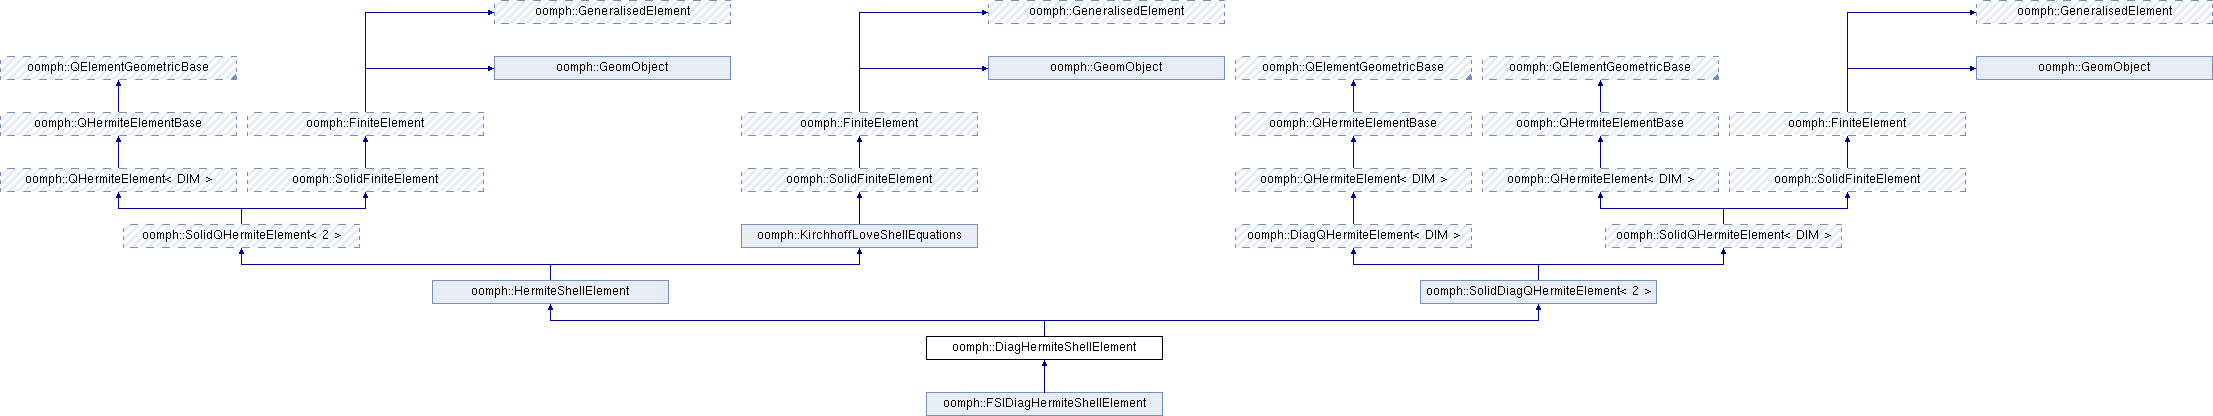 oomph::GeneralisedElement
oomph::GeneralisedElement
oomph::GeneralisedElement
oomph::QElementGeometricBase
oomph::GeomObject
oomph::GeomObject
oomph::QElementGeometricBase
oomph::QElementGeometricBase
oomph::GeomObject
oomph::QHermiteElementBase
oomph::FiniteElement
oomph::FiniteElement
oomph::QHermiteElementBase
oomph::QHermiteElementBase
oomph::FiniteElement
oomph::QHermiteElement< DIM >
oomph::SolidFiniteElement
oomph::SolidFiniteElement
oomph::QHermiteElement< DIM >
oomph::QHermiteElement< DIM >
oomph::SolidFiniteElement
oomph::SolidQHermiteElement< 2 >
oomph::KirchhoffLoveShellEquations
oomph::DiagQHermiteElement< DIM >
oomph::SolidQHermiteElement< DIM >
oomph::HermiteShellElement
oomph::SolidDiagQHermiteElement< 2 >
oomph::DiagHermiteShellElement
oomph::FSIDiagHermiteShellElement